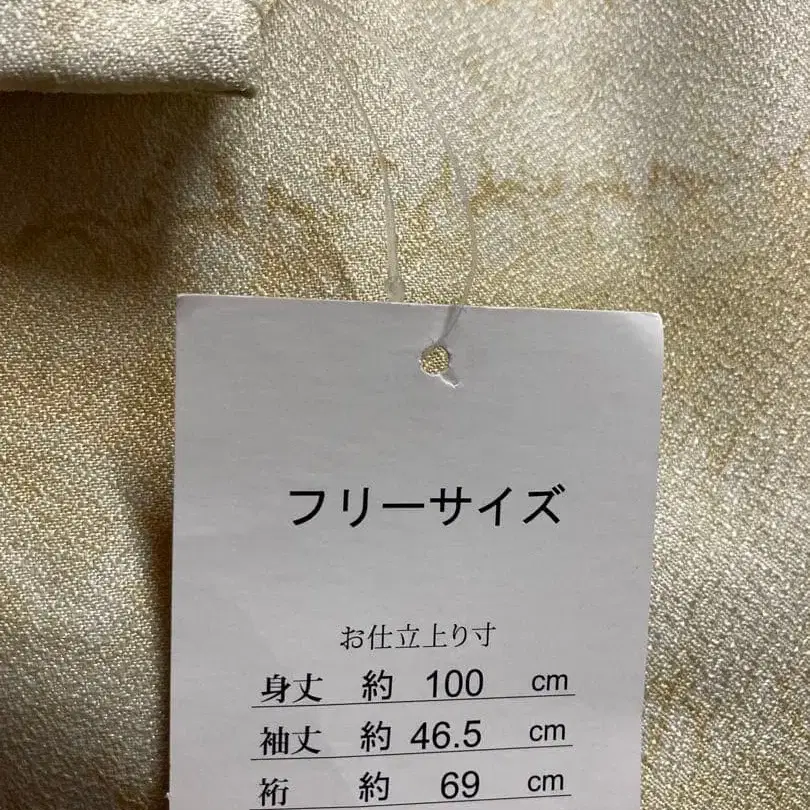 フリーサイズ
お仕立上り寸
身丈 約 100 cm
袖丈 約 46.5 cm
裄 約 69 cm